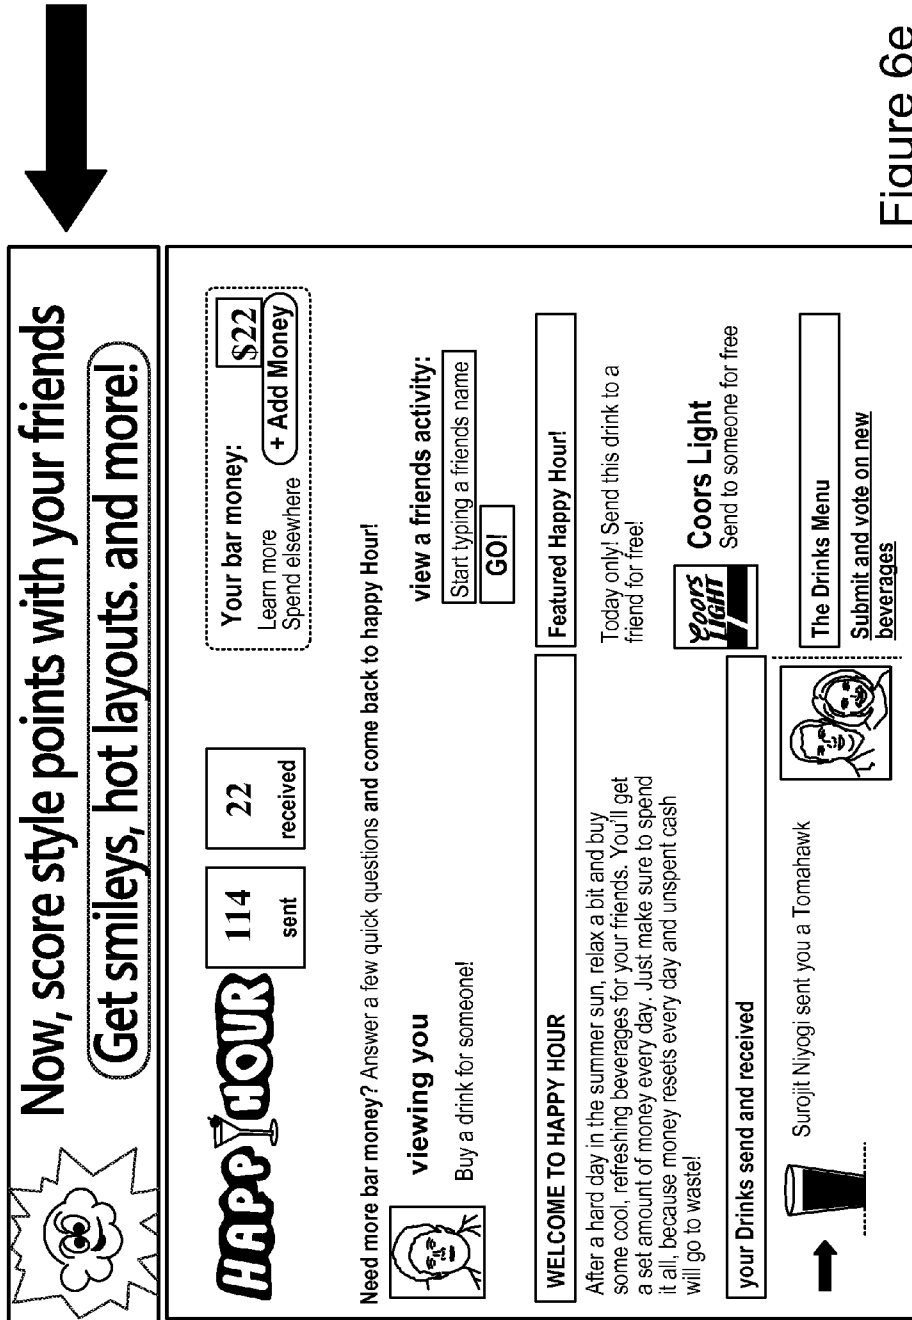 Now, score style points with your friends
Get smileys, hot layouts. and more!
HAPPY HOUR
114
sent
22
received
Your bar money:
$22
Learn more
Spend elsewhere
+ Add Money
Need more bar money? Answer a few quick questions and come back to happy Hour!
viewing you
Buy a drink for someone!
view a friends activity:
Start typing a friends name
GO!
WELCOME TO HAPPY HOUR
After a hard day in the summer sun, relax a bit and buy
some cool, refreshing beverages for your friends. You'll get
a set amount of money every day. Just make sure to spend
it all, because money resets every day and unspent cash
will go to waste!
Featured Happy Hour!
Today only! Send this drink to a
friend for free!
Coors
LIGHT
Coors Light
Send to someone for free
your Drinks send and received
Surojit Niyogi sent you a Tomahawk
The Drinks Menu
Submit and vote on new
beverages
Figure 6e